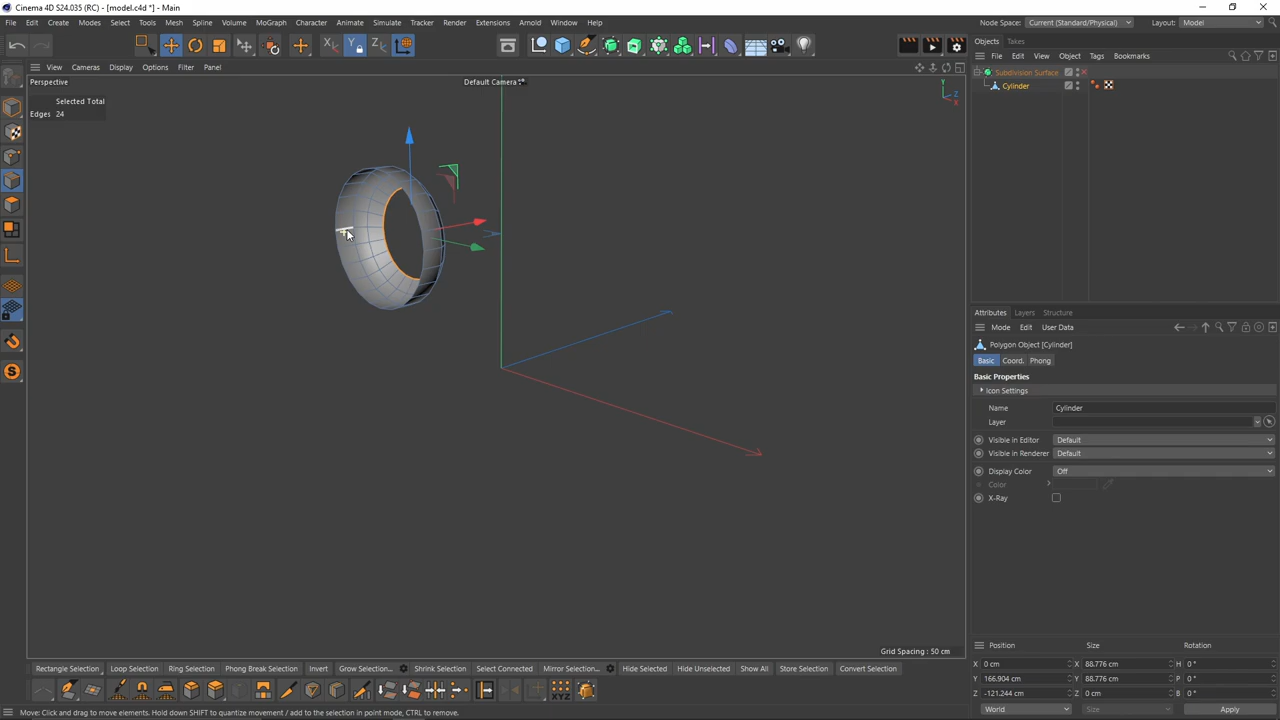 Cinema 4D S24.035 (RC) - [model.c4d *] - Main
File Edit Create Modes Select Tools Mesh Spline Volume MoGraph Character Animate Simulate Tracker Render Extensions Arnold Window Help
Node Space: Current (Standard/Physical) Layout: Model
X Y Z
View Cameras Display Options Filter Panel
Perspective
Default Camera
Selected Total
Edges 24
Y
Z
X
Grid Spacing : 50 cm
Objects Takes
File Edit View Object Tags Bookmarks
Subdivision Surface
Cylinder
Attributes Layers Structure
Mode Edit User Data
Polygon Object [Cylinder]
Basic Coord. Phong
Basic Properties
Icon Settings
Name Cylinder
Layer
Visible in Editor Default
Visible in Renderer Default
Display Color Off
Color
X-Ray
Position Size Rotation
X 0 cm X 88.776 cm H 0 °
Y 166.904 cm Y 88.776 cm P 0 °
Z -121.244 cm Z 0 cm B 0 °
World Size Apply
Rectangle Selection Loop Selection Ring Selection Phong Break Selection Invert Grow Selection... Shrink Selection Select Connected Mirror Selection... Hide Selected Hide Unselected Show All Store Selection Convert Selection
XYZ
Move: Click and drag to move elements. Hold down SHIFT to quantize movement / add to the selection in point mode, CTRL to remove.